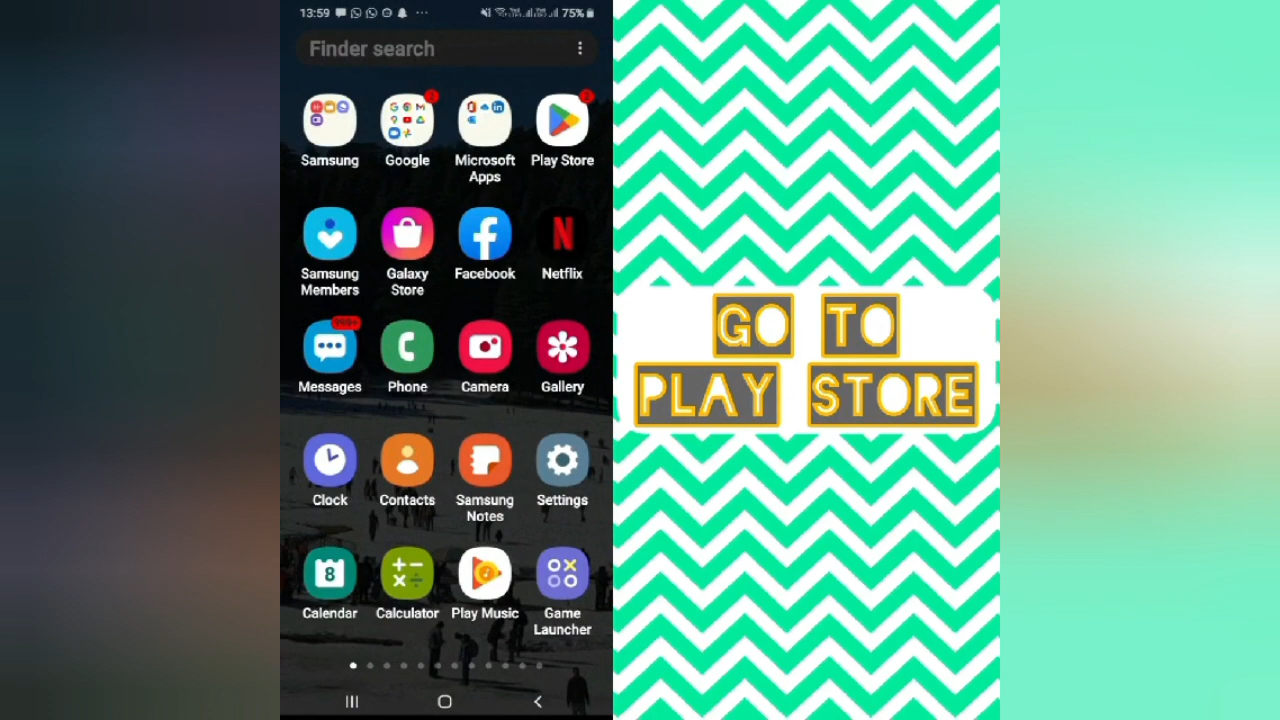 13:59
75%
Finder search
Samsung
Google
Microsoft
Apps
Play Store
Samsung
Members
Galaxy
Store
Facebook
Netflix
Messages
Phone
Camera
Gallery
Clock
Contacts
Samsung
Notes
Settings
8
Calendar
Calculator
Play Music
Game
Launcher
GO TO
PLAY STORE